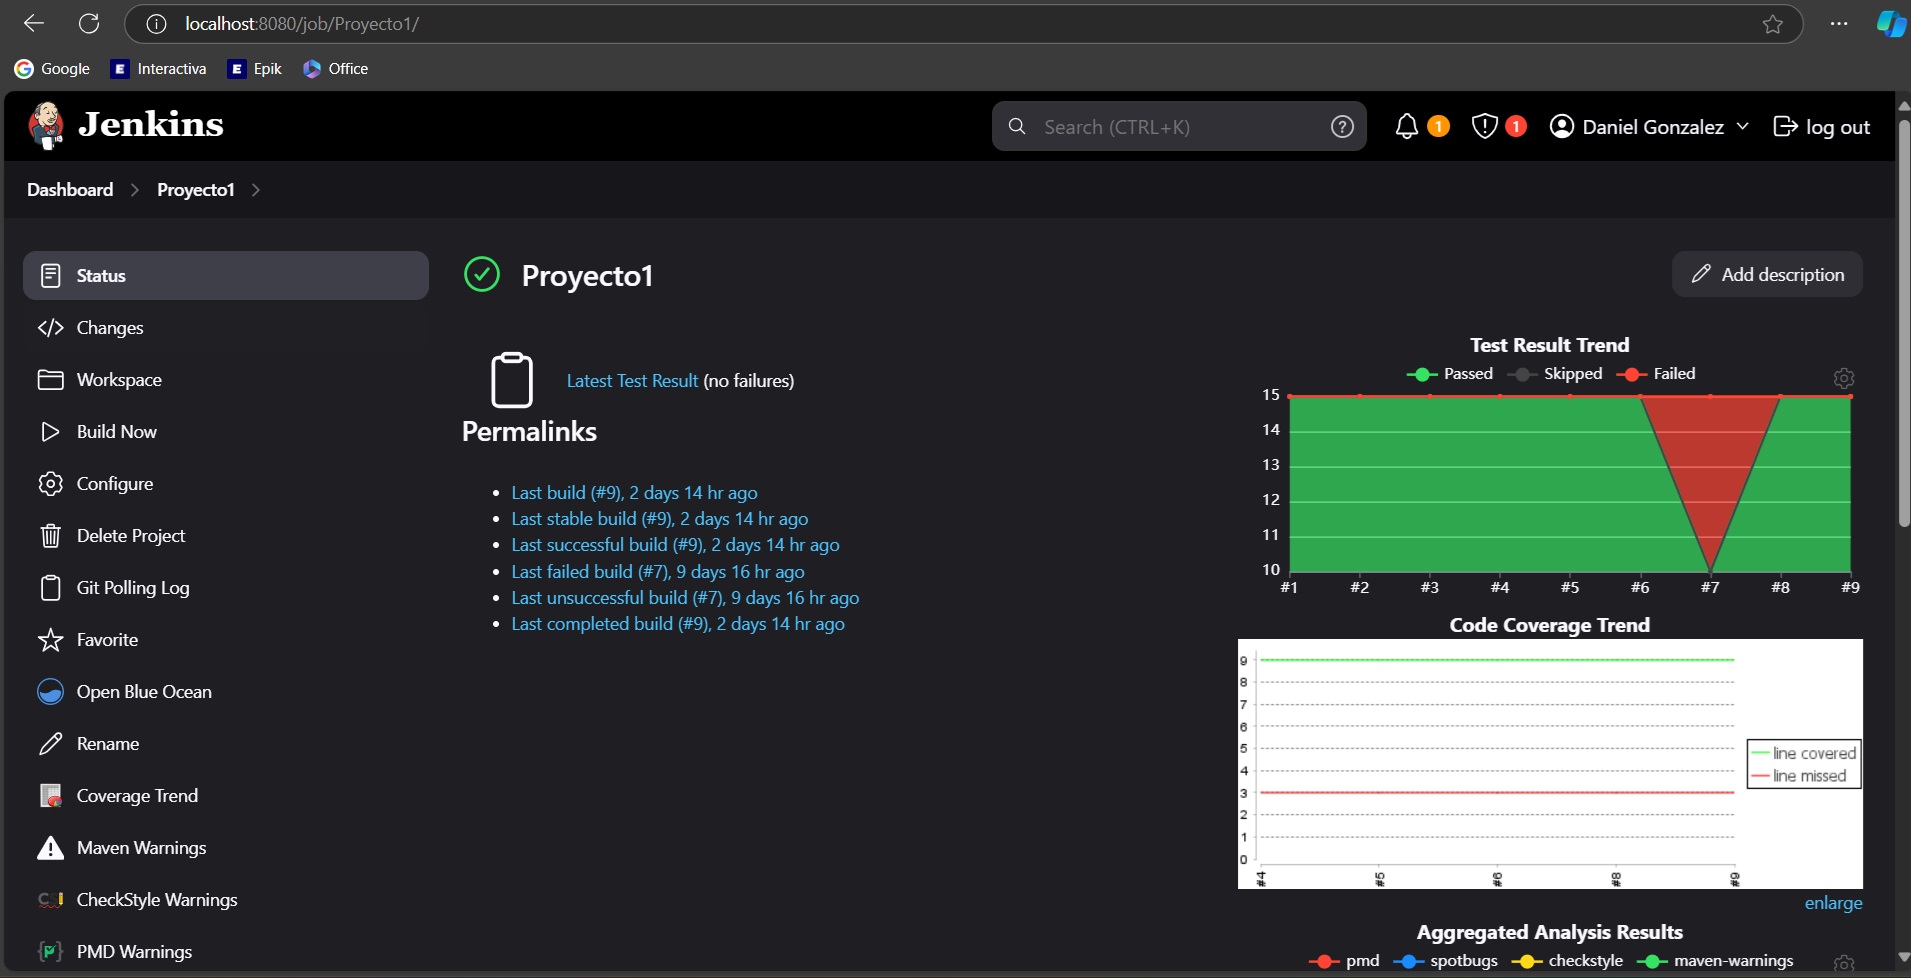 localhost:8080/job/Proyecto1/
Google Interactiva Epik Office
Jenkins
Search (CTRL+K)
1
1
Daniel Gonzalez
log out
Dashboard Proyecto1
Status
Changes
Workspace
Build Now
Configure
Delete Project
Git Polling Log
Favorite
Open Blue Ocean
Rename
Coverage Trend
Maven Warnings
CheckStyle Warnings
PMD Warnings
Proyecto1
Add description
Latest Test Result (no failures)
Permalinks
Last build (#9), 2 days 14 hr ago
Last stable build (#9), 2 days 14 hr ago
Last successful build (#9), 2 days 14 hr ago
Last failed build (#7), 9 days 16 hr ago
Last unsuccessful build (#7), 9 days 16 hr ago
Last completed build (#9), 2 days 14 hr ago
Test Result Trend
Passed Skipped Failed
15
14
13
12
11
10
#1 #2 #3 #4 #5 #6 #7 #8 #9
Code Coverage Trend
9
8
7
6
5
4
3
2
1
0
#4 #5 #6 #8 #9
line covered
line missed
enlarge
Aggregated Analysis Results
pmd spotbugs checkstyle maven-warnings